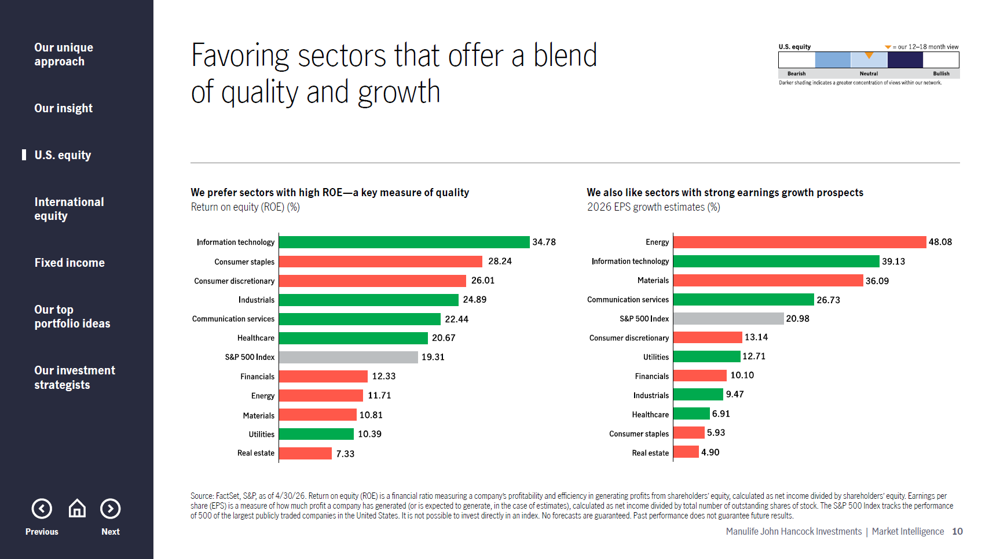 Our unique
approach
Our insight
U.S. equity
International
equity
Fixed income
Our top
portfolio ideas
Our investment
strategists
Previous
Next
Favoring sectors that offer a blend
of quality and growth
U.S. equity
= our 12–18 month view
Bearish
Neutral
Bullish
Darker shading indicates a greater concentration of views within our network.
We prefer sectors with high ROE—a key measure of quality
Return on equity (ROE) (%)
Information technology 34.78
Consumer staples 28.24
Consumer discretionary 26.01
Industrials 24.89
Communication services 22.44
Healthcare 20.67
S&P 500 Index 19.31
Financials 12.33
Energy 11.71
Materials 10.81
Utilities 10.39
Real estate 7.33
We also like sectors with strong earnings growth prospects
2026 EPS growth estimates (%)
Energy 48.08
Information technology 39.13
Materials 36.09
Communication services 26.73
S&P 500 Index 20.98
Consumer discretionary 13.14
Utilities 12.71
Financials 10.10
Industrials 9.47
Healthcare 6.91
Consumer staples 5.93
Real estate 4.90
Source: FactSet, S&P, as of 4/30/26. Return on equity (ROE) is a financial ratio measuring a company's profitability and efficiency in generating profits from shareholders' equity, calculated as net income divided by shareholders' equity. Earnings per
share (EPS) is a measure of how much profit a company has generated (or is expected to generate, in the case of estimates), calculated as net income divided by total number of outstanding shares of stock. The S&P 500 Index tracks the performance
of 500 of the largest publicly traded companies in the United States. It is not possible to invest directly in an index. No forecasts are guaranteed. Past performance does not guarantee future results.
Manulife John Hancock Investments | Market Intelligence 10